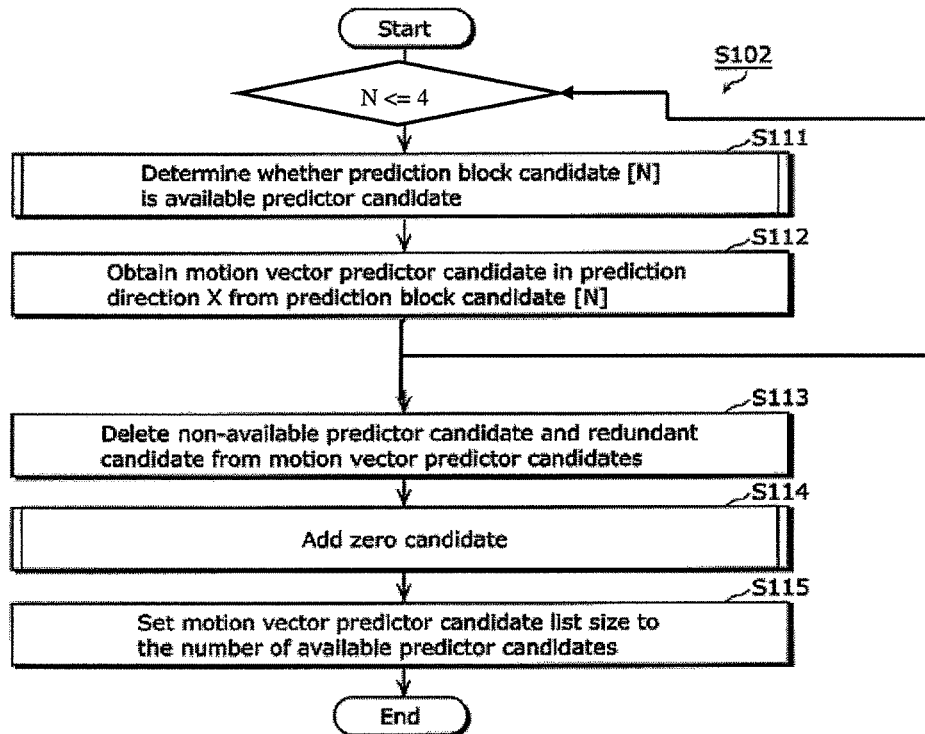 Start
S102
N <= 4
S111
Determine whether prediction block candidate [N]
is available predictor candidate
S112
Obtain motion vector predictor candidate in prediction
direction X from prediction block candidate [N]
S113
Delete non-available predictor candidate and redundant
candidate from motion vector predictor candidates
S114
Add zero candidate
S115
Set motion vector predictor candidate list size to
the number of available predictor candidates
End